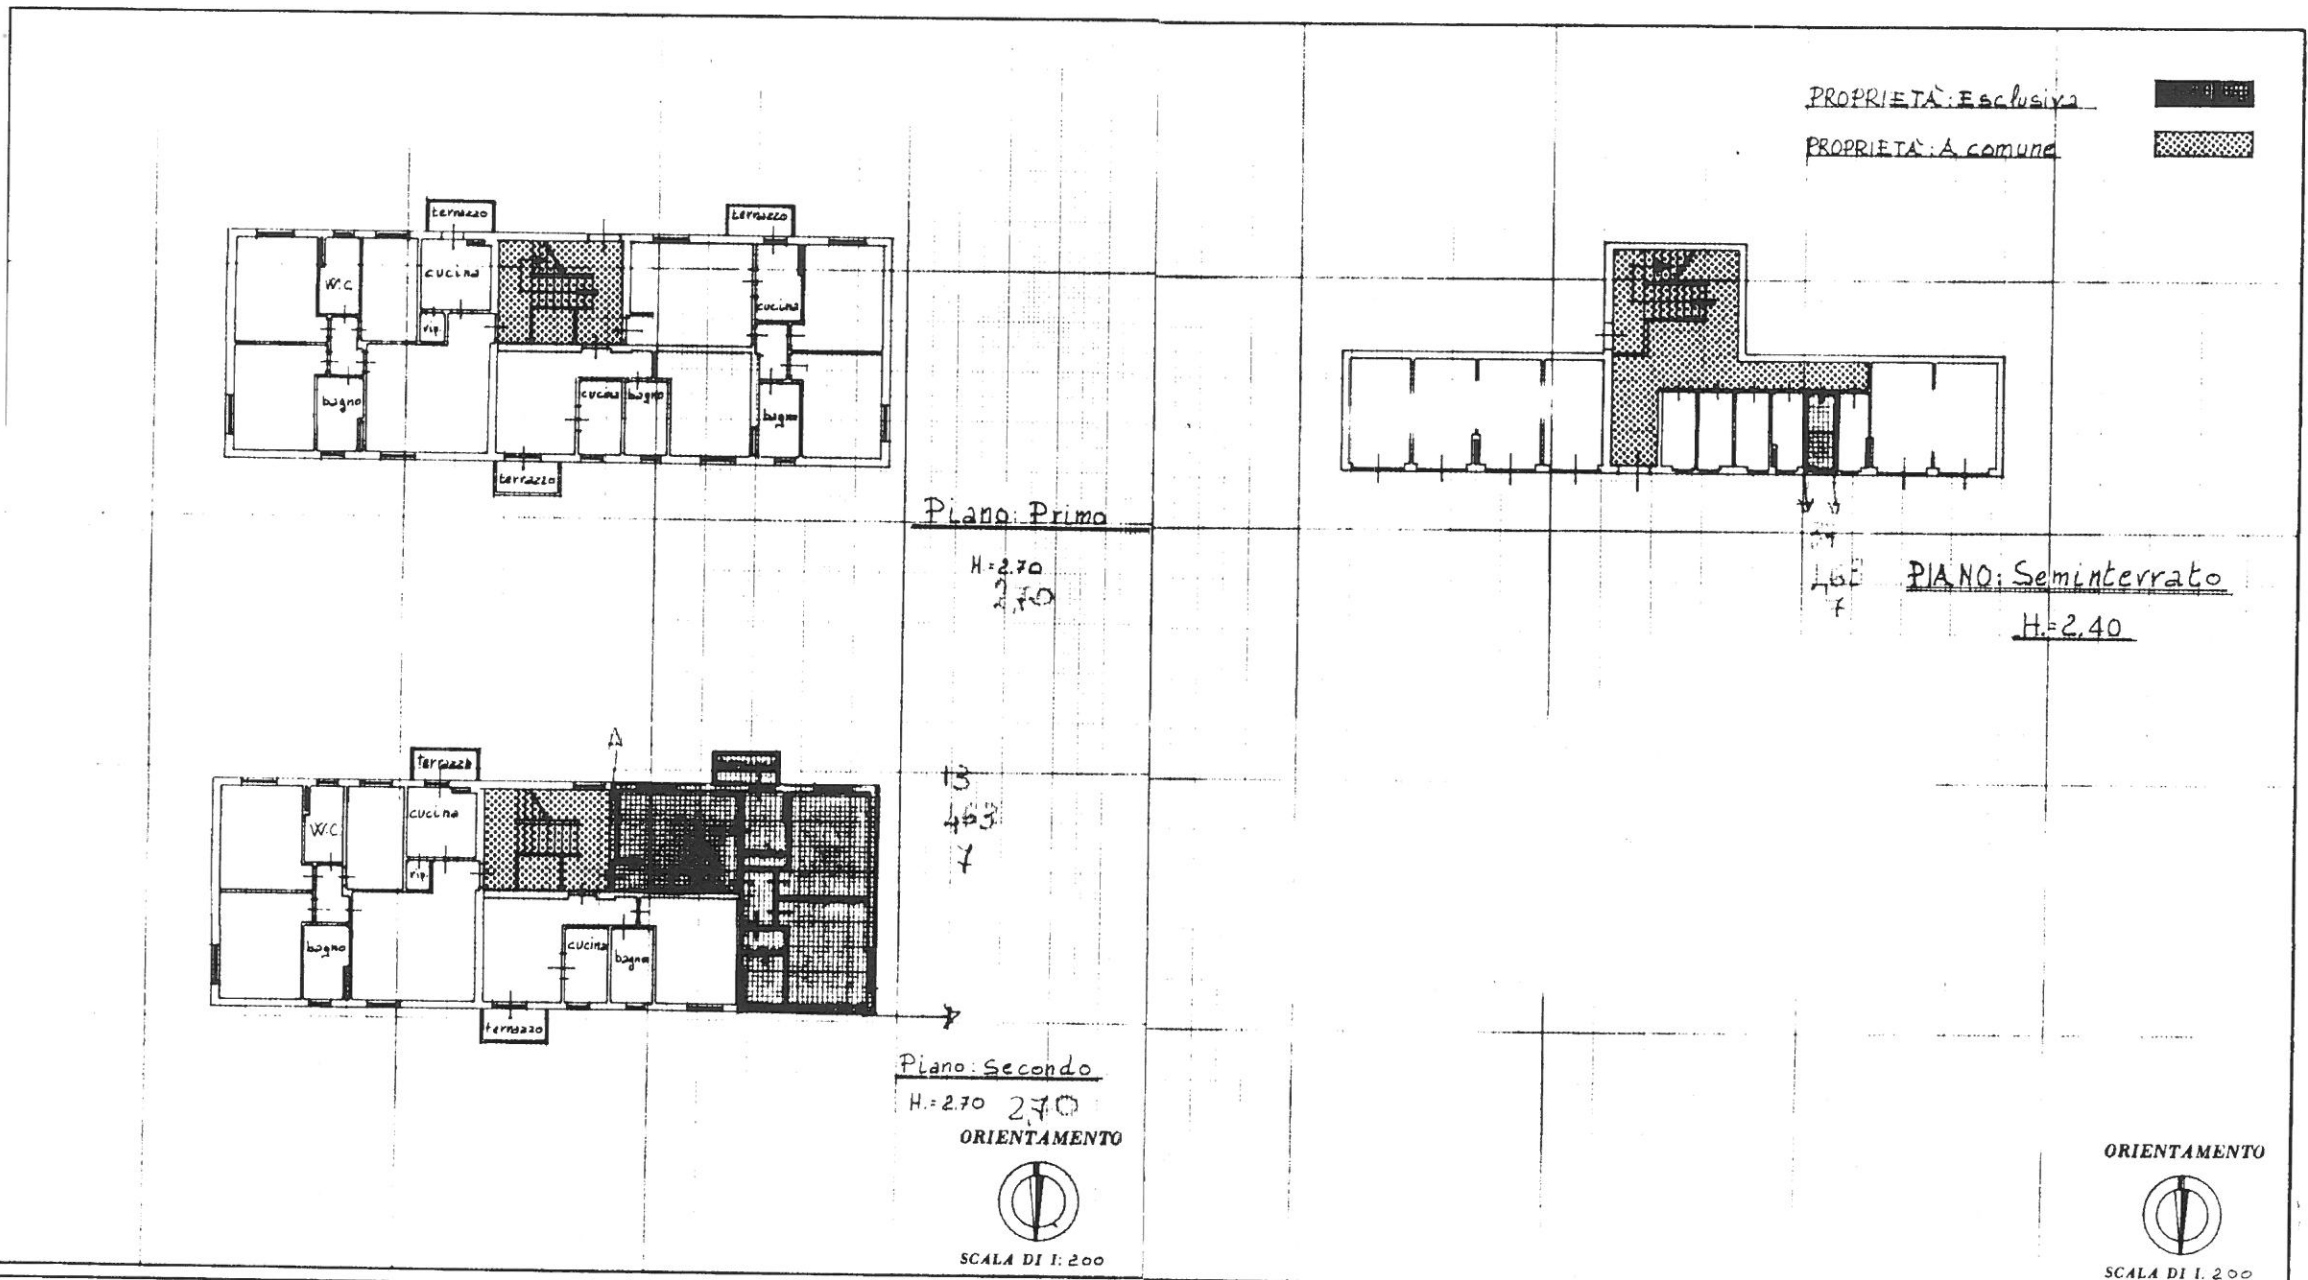 PROPRIETÀ: Esclusiva
PROPRIETÀ: A comune
terrazzo
terrazzo
W.C
cucina
rip.
cucina
bagno
cucina
bagno
bagno
terrazzo
Piano: Primo
H=2.70
2,70
PIANO: Seminterrato
H.=2.40
463
7
terrazzo
W.C
cucina
rip.
bagno
cucina
bagno
terrazzo
13
463
7
Piano: Secondo
H.=2.70 2,70
ORIENTAMENTO
SCALA DI 1:200
ORIENTAMENTO
SCALA DI 1.200